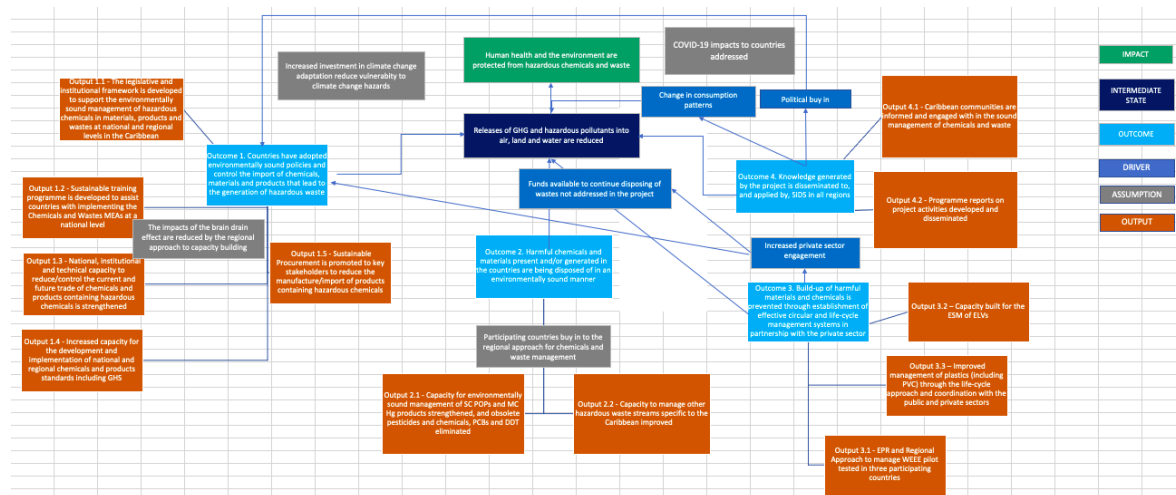 Human health and the environment are
protected from hazardous chemicals and waste
COVID-19 impacts to countries
addressed
IMPACT
Increased investment in climate change
adaptation reduce vulnerabity to
climate change hazards
Output 1.1 - The legislative and
institutional framework is developed
to support the environmentally
sound management of hazardous
chemicals in materials, products and
wastes at national and regional
levels in the Caribbean
Change in consumption
patterns
Political buy in
Output 4.1 - Caribbean communities are
informed and engaged with in the sound
management of chemicals and waste
INTERMEDIATE
STATE
Releases of GHG and hazardous pollutants into
air, land and water are reduced
OUTCOME
Outcome 1. Countries have adopted
environmentally sound policies and
control the import of chemicals,
materials and products that lead to
the generation of hazardous waste
Outcome 4. Knowledge generated
by the project is disseminated to,
and applied by, SIDS in all regions
DRIVER
Funds available to continue disposing of
wastes not addressed in the project
Output 1.2 - Sustainable training
programme is developed to assist
countries with implementing the
Chemicals and Wastes MEAs at a
national level
Output 4.2 - Programme reports on
project activities developed and
disseminated
ASSUMPTION
OUTPUT
The impacts of the brain drain
effect are reduced by the regional
approach to capacity building
Increased private sector
engagement
Output 1.5 - Sustainable
Procurement is promoted to key
stakeholders to reduce the
manufacture/import of products
containing hazardous chemicals
Outcome 2. Harmful chemicals and
materials present and/or generated in
the countries are being disposed of in an
environmentally sound manner
Output 1.3 – National, institutional
and technical capacity to
reduce/control the current and
future trade of chemicals and
products containing hazardous
chemicals is strengthened
Outcome 3. Build-up of harmful
materials and chemicals is
prevented through establishment of
effective circular and life-cycle
management systems in
partnership with the private sector
Output 3.2 – Capacity built for the
ESM of ELVs
Output 1.4 – Increased capacity for
the development and
implementation of national and
regional chemicals and products
standards including GHS
Participating countries buy in to the
regional approach for chemicals and
waste management
Output 3.3 – Improved
management of plastics (including
PVC) through the life-cycle
approach and coordination with the
public and private sectors
Output 2.1 - Capacity for environmentally
sound management of SC POPs and MC
Hg products strengthened, and obsolete
pesticides and chemicals, PCBs and DDT
eliminated
Output 2.2 - Capacity to manage other
hazardous waste streams specific to the
Caribbean improved
Output 3.1 - EPR and Regional
Approach to manage WEEE pilot
tested in three participating
countries